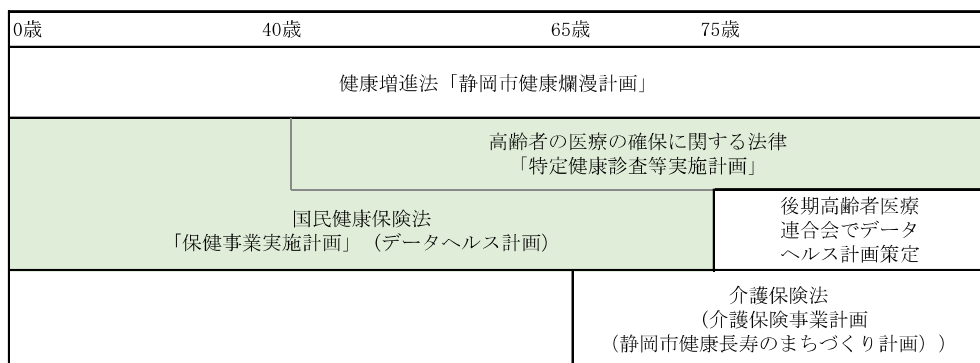 0歳 40歳 65歳 75歳
健康増進法「静岡市健康爛漫計画」
高齢者の医療の確保に関する法律
「特定健康診査等実施計画」
国民健康保険法
「保健事業実施計画」（データヘルス計画）
後期高齢者医療
連合会でデータ
ヘルス計画策定
介護保険法
（介護保険事業計画
（静岡市健康長寿のまちづくり計画））